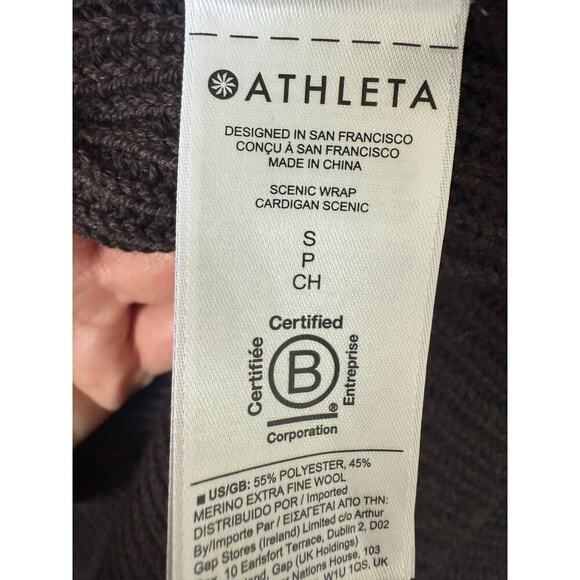 ATHLETA
DESIGNED IN SAN FRANCISCO
CONÇU À SAN FRANCISCO
MADE IN CHINA
SCENIC WRAP
CARDIGAN SCENIC
S
P
CH
Certified
Certifiée
B
Entreprise
®
Corporation
■ US/GB: 55% POLYESTER, 45%
MERINO EXTRA FINE WOOL
DISTRIBUIDO POR / Imported
By/Importe Par / ΕΙΣΑΓΕΤΑΙ ΑΠΟ ΤΗΝ:
Gap Stores (Ireland) Limited c/o Arthur
10 Earlsfort Terrace, Dublin 2, D02
land, Gap (UK Holdings)
er Nations House, 103
W1U 1QS, UK